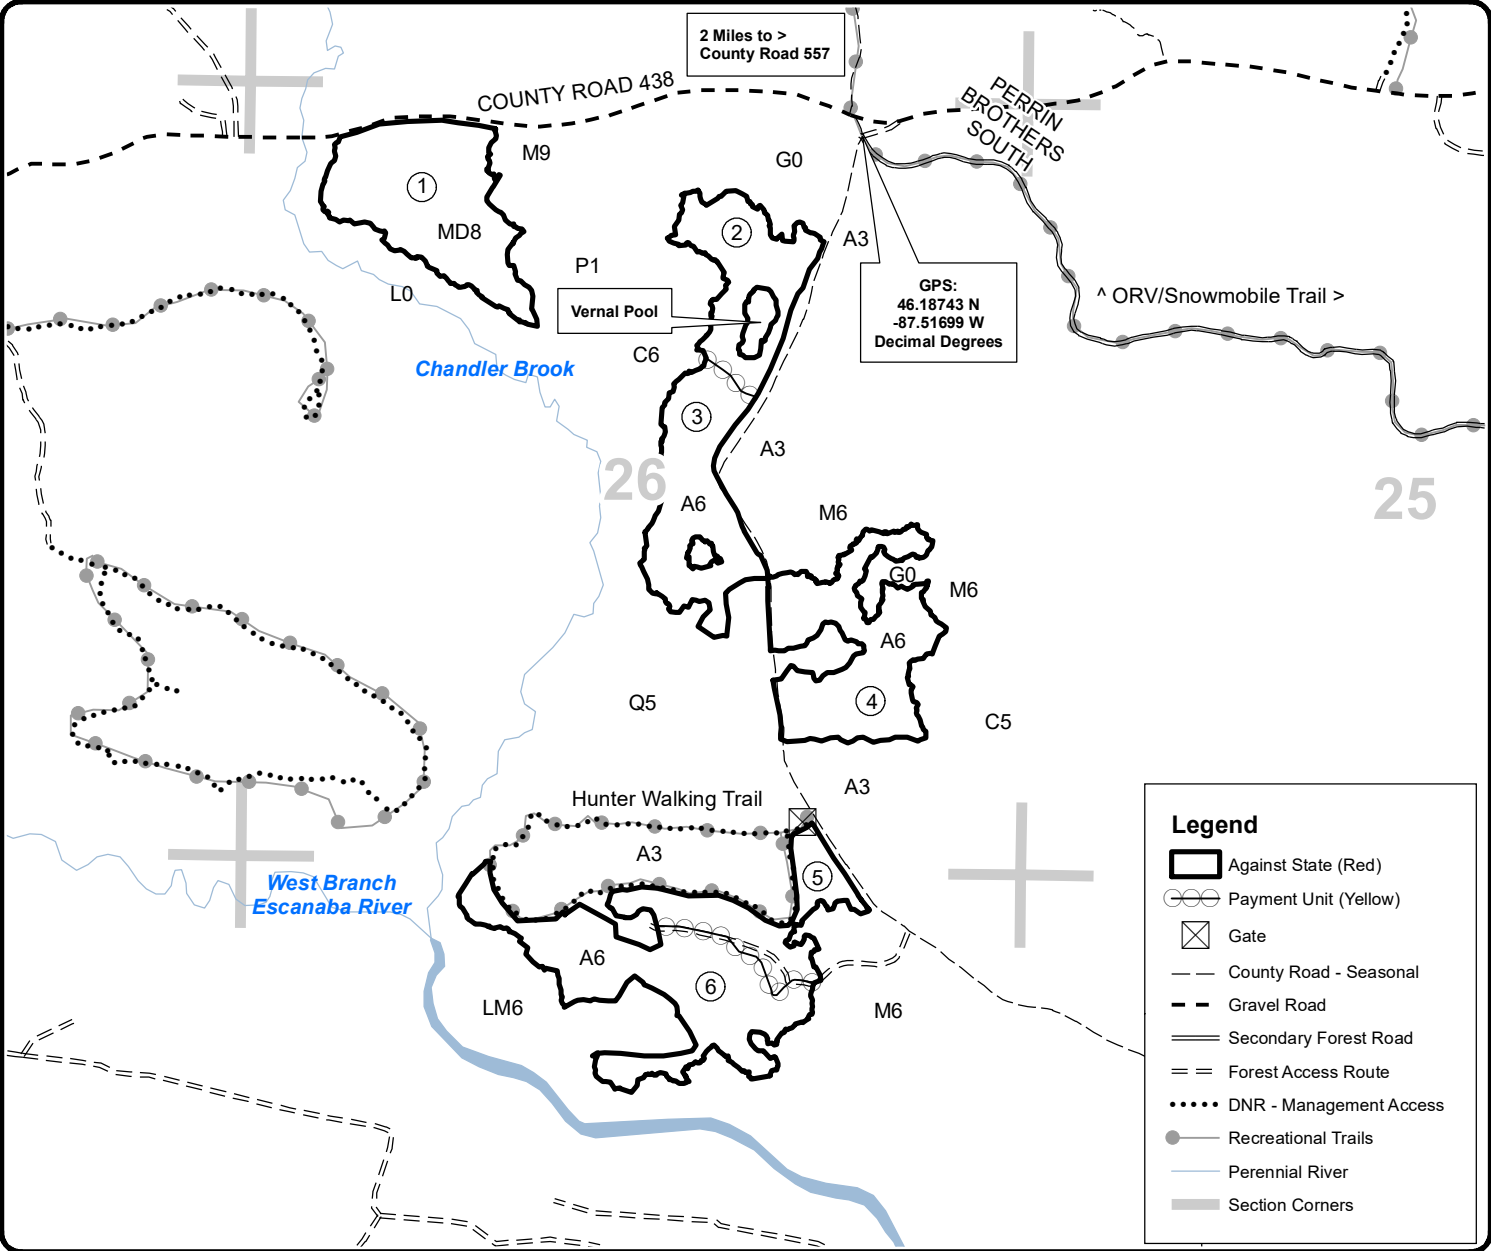 2 Miles to >
County Road 557
COUNTY ROAD 438
PERRIN
BROTHERS
SOUTH
M9
G0
1
MD8
2
A3
P1
L0
GPS:
46.18743 N
-87.51699 W
Decimal Degrees
^ ORV/Snowmobile Trail >
Vernal Pool
C6
Chandler Brook
3
A3
26
25
A6
M6
G0
M6
A6
Q5
4
C5
A3
Hunter Walking Trail
A3
5
West Branch
Escanaba River
A6
6
LM6
M6
Legend
Against State (Red)
Payment Unit (Yellow)
Gate
County Road - Seasonal
Gravel Road
Secondary Forest Road
Forest Access Route
DNR - Management Access
Recreational Trails
Perennial River
Section Corners